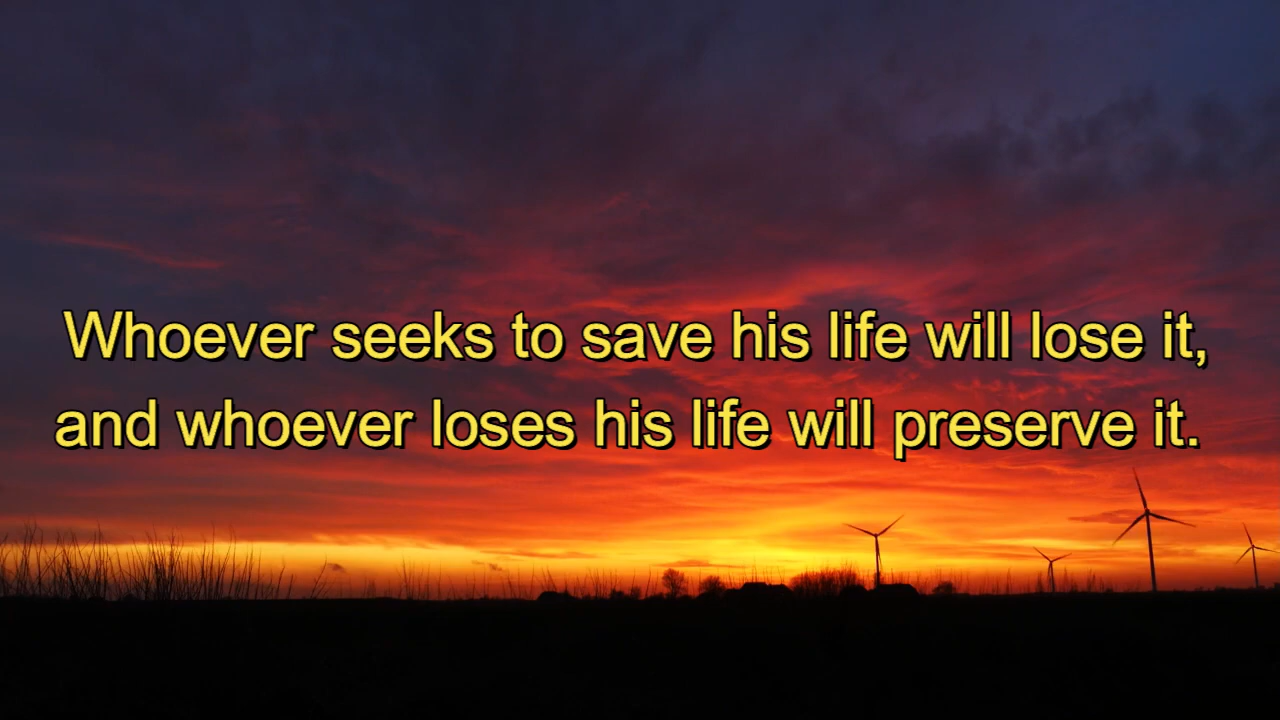 Whoever seeks to save his life will lose it,
and whoever loses his life will preserve it.